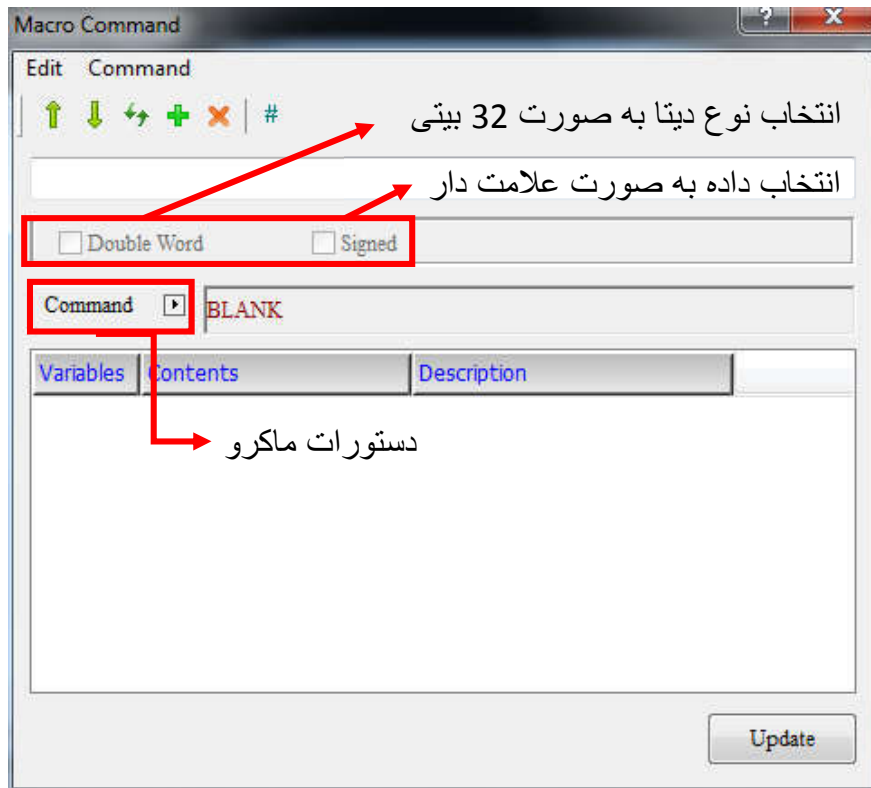 Macro Command
? X
Edit Command
# انتخاب نوع دیتا به صورت 32 بیتی
انتخاب داده به صورت علامت دار
Double Word Signed
Command BLANK
Variables Contents Description
دستورات ماکرو
Update